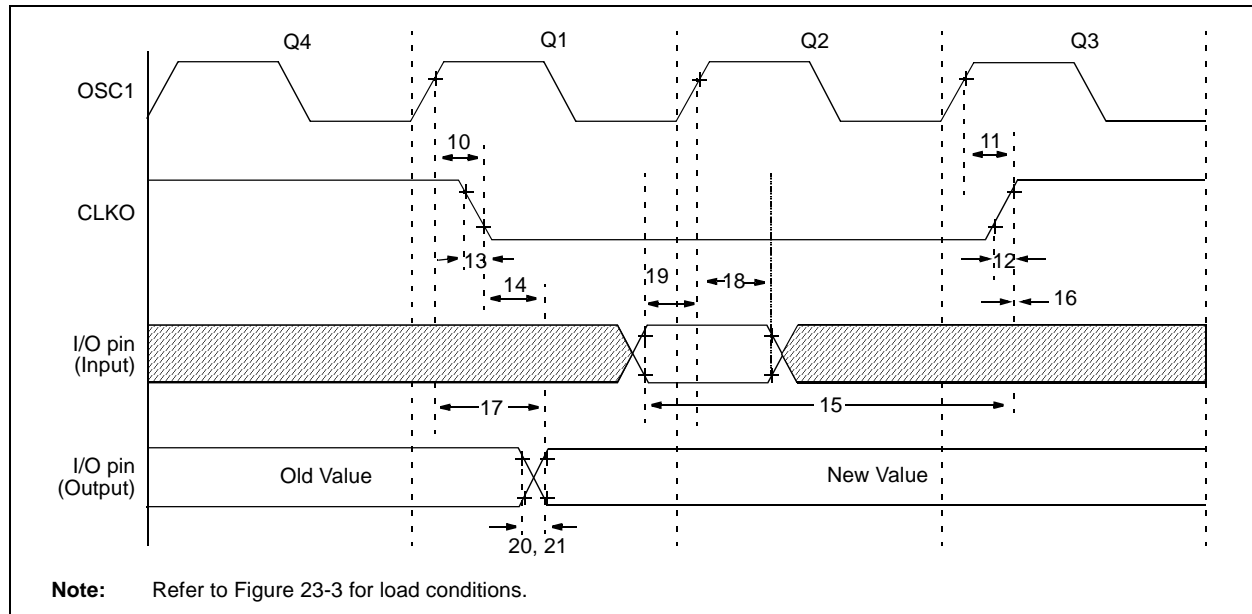 Q4 Q1 Q2 Q3
OSC1
10 11
CLKO
13 12
14 19 18 16
I/O pin
(Input)
17 15
I/O pin
(Output)
Old Value New Value
20, 21
Note: Refer to Figure 23-3 for load conditions.